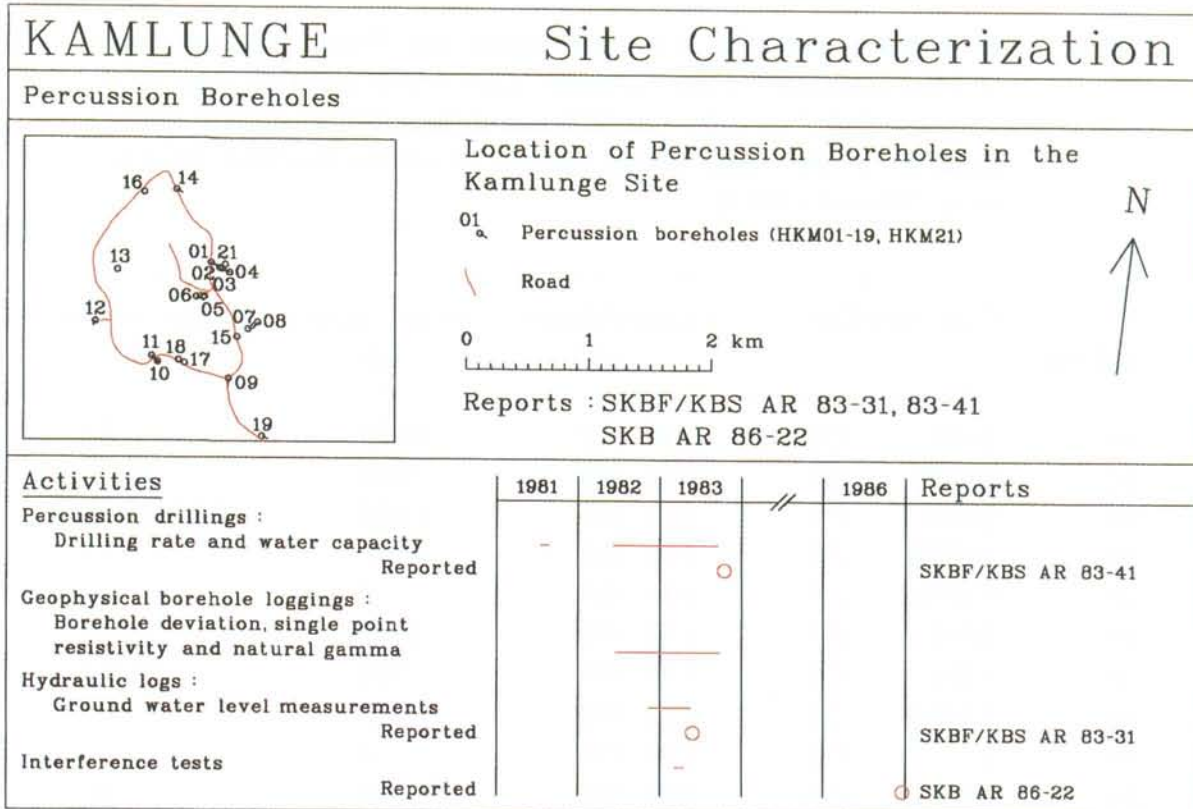 KAMLUNGE Site Characterization
Percussion Boreholes
16 14
13
01 21
02 04
03
06 05
12
07 08
15
11 18 17
10
09
19
Location of Percussion Boreholes in the
Kamlunge Site
01 Percussion boreholes (HKM01-19, HKM21)
Road
0 1 2 km
N
Reports : SKBF/KBS AR 83-31, 83-41
SKB AR 86-22
Activities 1981 1982 1983 // 1986 Reports
Percussion drillings :
Drilling rate and water capacity
Reported SKBF/KBS AR 83-41
Geophysical borehole loggings :
Borehole deviation, single point
resistivity and natural gamma
Hydraulic logs :
Ground water level measurements
Reported SKBF/KBS AR 83-31
Interference tests
Reported SKB AR 86-22